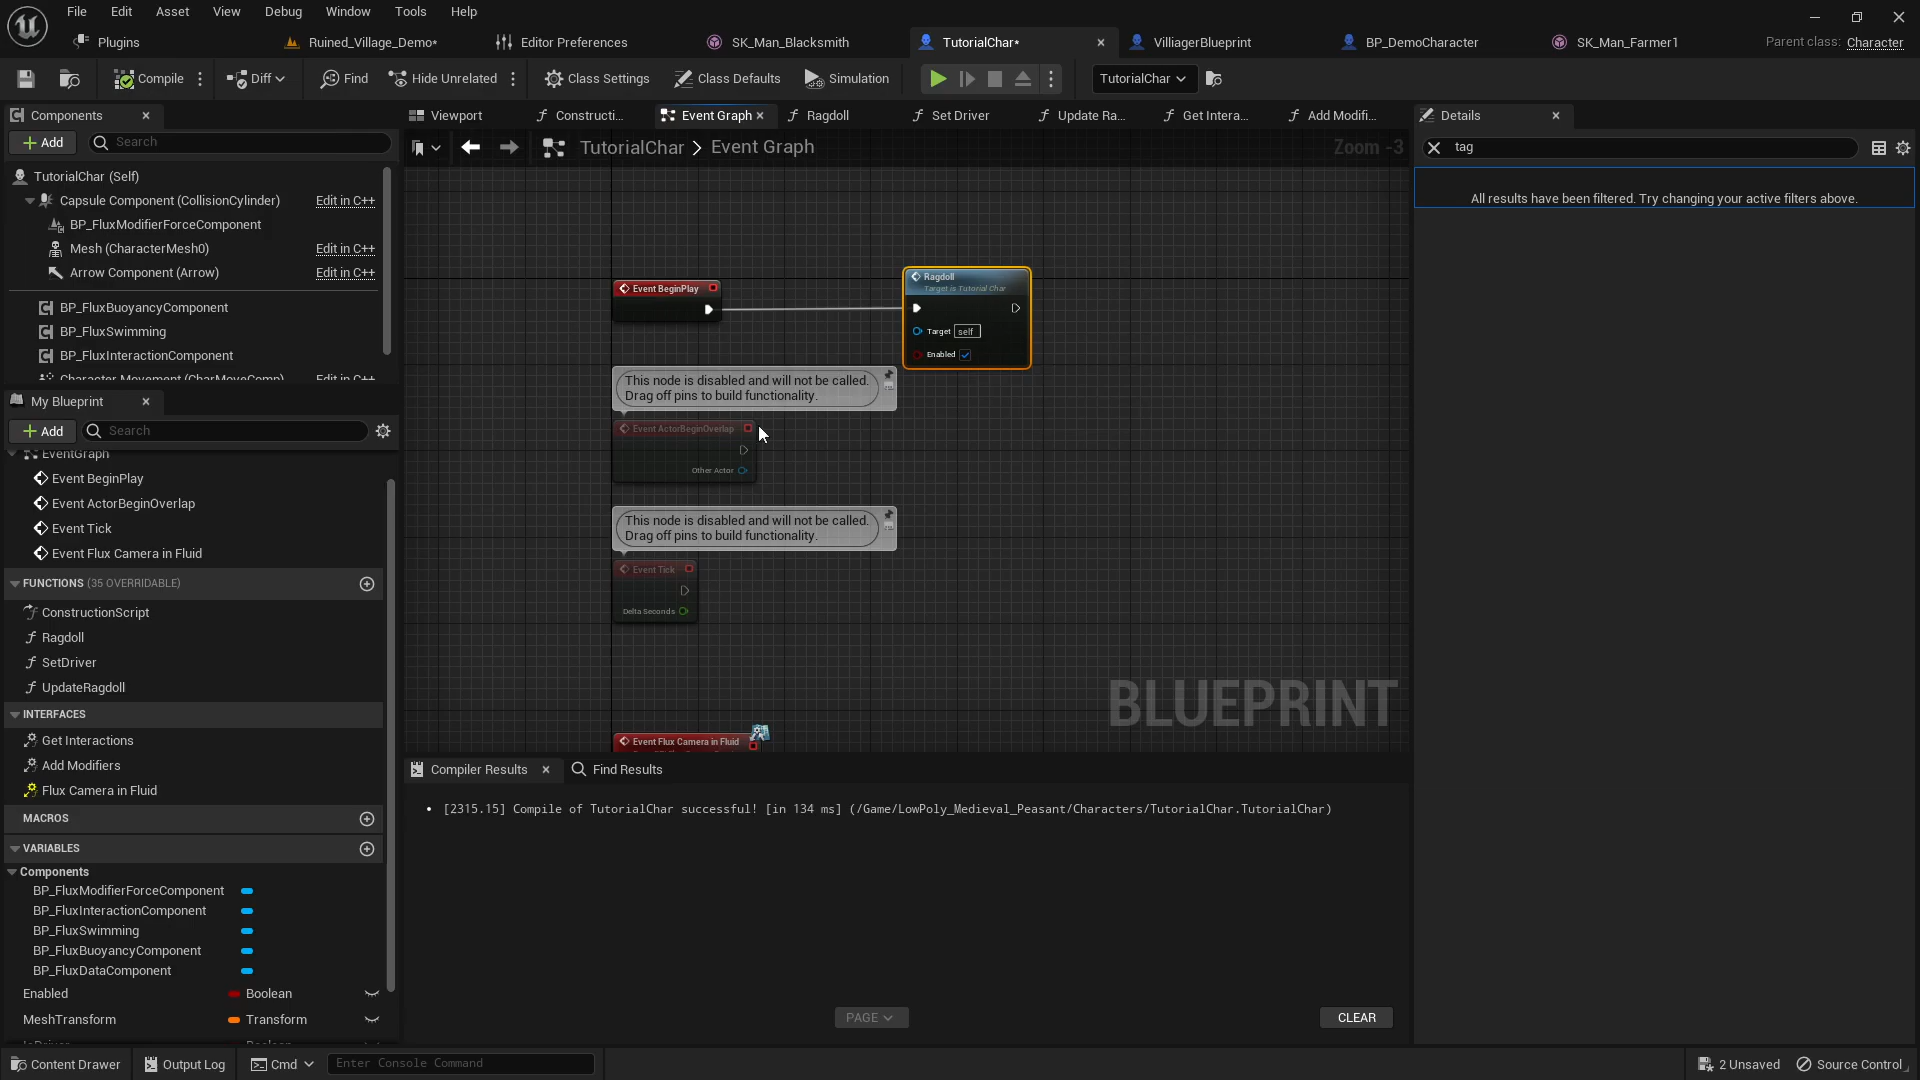 File Edit Asset View Debug Window Tools Help
Plugins Ruined_Village_Demo* Editor Preferences SK_Man_Blacksmith TutorialChar* VilliagerBlueprint BP_DemoCharacter SK_Man_Farmer1 Parent class: Character
Compile Diff Find Hide Unrelated Class Settings Class Defaults Simulation TutorialChar
Components
Add Search
TutorialChar (Self)
Capsule Component (CollisionCylinder) Edit in C++
BP_FluxModifierForceComponent
Mesh (CharacterMesh0) Edit in C++
Arrow Component (Arrow) Edit in C++
BP_FluxBuoyancyComponent
BP_FluxSwimming
BP_FluxInteractionComponent
Character Movement (CharMoveComp) Edit in C++
My Blueprint
Add Search
EventGraph
Event BeginPlay
Event ActorBeginOverlap
Event Tick
Event Flux Camera in Fluid
FUNCTIONS (35 OVERRIDABLE)
ConstructionScript
Ragdoll
SetDriver
UpdateRagdoll
INTERFACES
Get Interactions
Add Modifiers
Flux Camera in Fluid
MACROS
VARIABLES
Components
BP_FluxModifierForceComponent
BP_FluxInteractionComponent
BP_FluxSwimming
BP_FluxBuoyancyComponent
BP_FluxDataComponent
Enabled Boolean
MeshTransform Transform
Viewport Constructi... Event Graph Ragdoll Set Driver Update Ra... Get Intera... Add Modifi...
TutorialChar > Event Graph Zoom -3
Event BeginPlay
Ragdoll
Target is Tutorial Char
Target self
Enabled
This node is disabled and will not be called.
Drag off pins to build functionality.
Event ActorBeginOverlap
Other Actor
This node is disabled and will not be called.
Drag off pins to build functionality.
Event Tick
Delta Seconds
Event Flux Camera in Fluid
BLUEPRINT
Compiler Results Find Results
• [2315.15] Compile of TutorialChar successful! [in 134 ms] (/Game/LowPoly_Medieval_Peasant/Characters/TutorialChar.TutorialChar)
PAGE CLEAR
Details
tag
All results have been filtered. Try changing your active filters above.
Content Drawer Output Log Cmd Enter Console Command 2 Unsaved Source Control